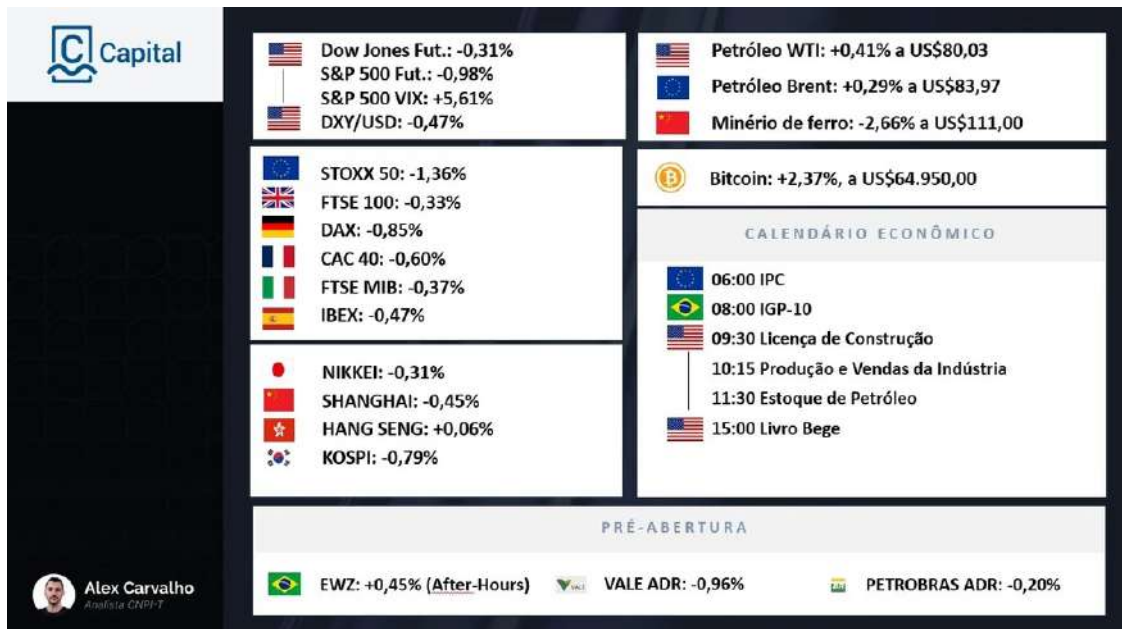 C Capital
Dow Jones Fut.: -0,31%
S&P 500 Fut.: -0,98%
S&P 500 VIX: +5,61%
DXY/USD: -0,47%
STOXX 50: -1,36%
FTSE 100: -0,33%
DAX: -0,85%
CAC 40: -0,60%
FTSE MIB: -0,37%
IBEX: -0,47%
NIKKEI: -0,31%
SHANGHAI: -0,45%
HANG SENG: +0,06%
KOSPI: -0,79%
Petróleo WTI: +0,41% a US$80,03
Petróleo Brent: +0,29% a US$83,97
Minério de ferro: -2,66% a US$111,00
Bitcoin: +2,37%, a US$64.950,00
CALENDÁRIO ECONÔMICO
06:00 IPC
08:00 IGP-10
09:30 Licença de Construção
10:15 Produção e Vendas da Indústria
11:30 Estoque de Petróleo
15:00 Livro Bege
PRÉ-ABERTURA
EWZ: +0,45% (After-Hours)
VALE
VALE ADR: -0,96%
PETROBRAS ADR: -0,20%
Alex Carvalho
Analista CNPI-T